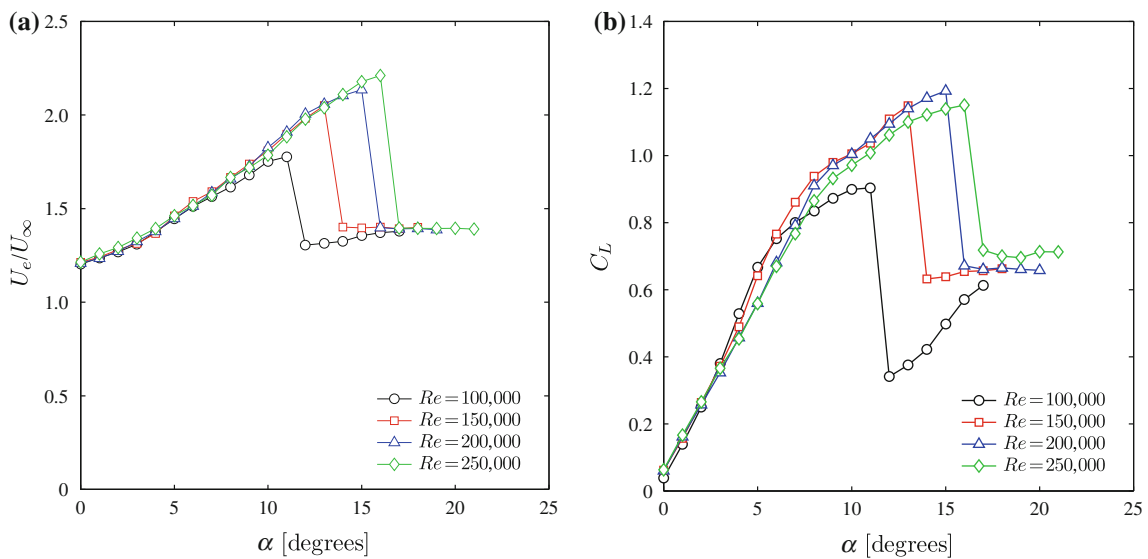 (a)
2.5
2.0
1.5
1.0
0.5
0
U_e/U_∞
0 5 10 15 20 25
α [degrees]
Re = 100,000
Re = 150,000
Re = 200,000
Re = 250,000
(b)
1.4
1.2
1.0
0.8
0.6
0.4
0.2
0
C_L
0 5 10 15 20 25
α [degrees]
Re = 100,000
Re = 150,000
Re = 200,000
Re = 250,000